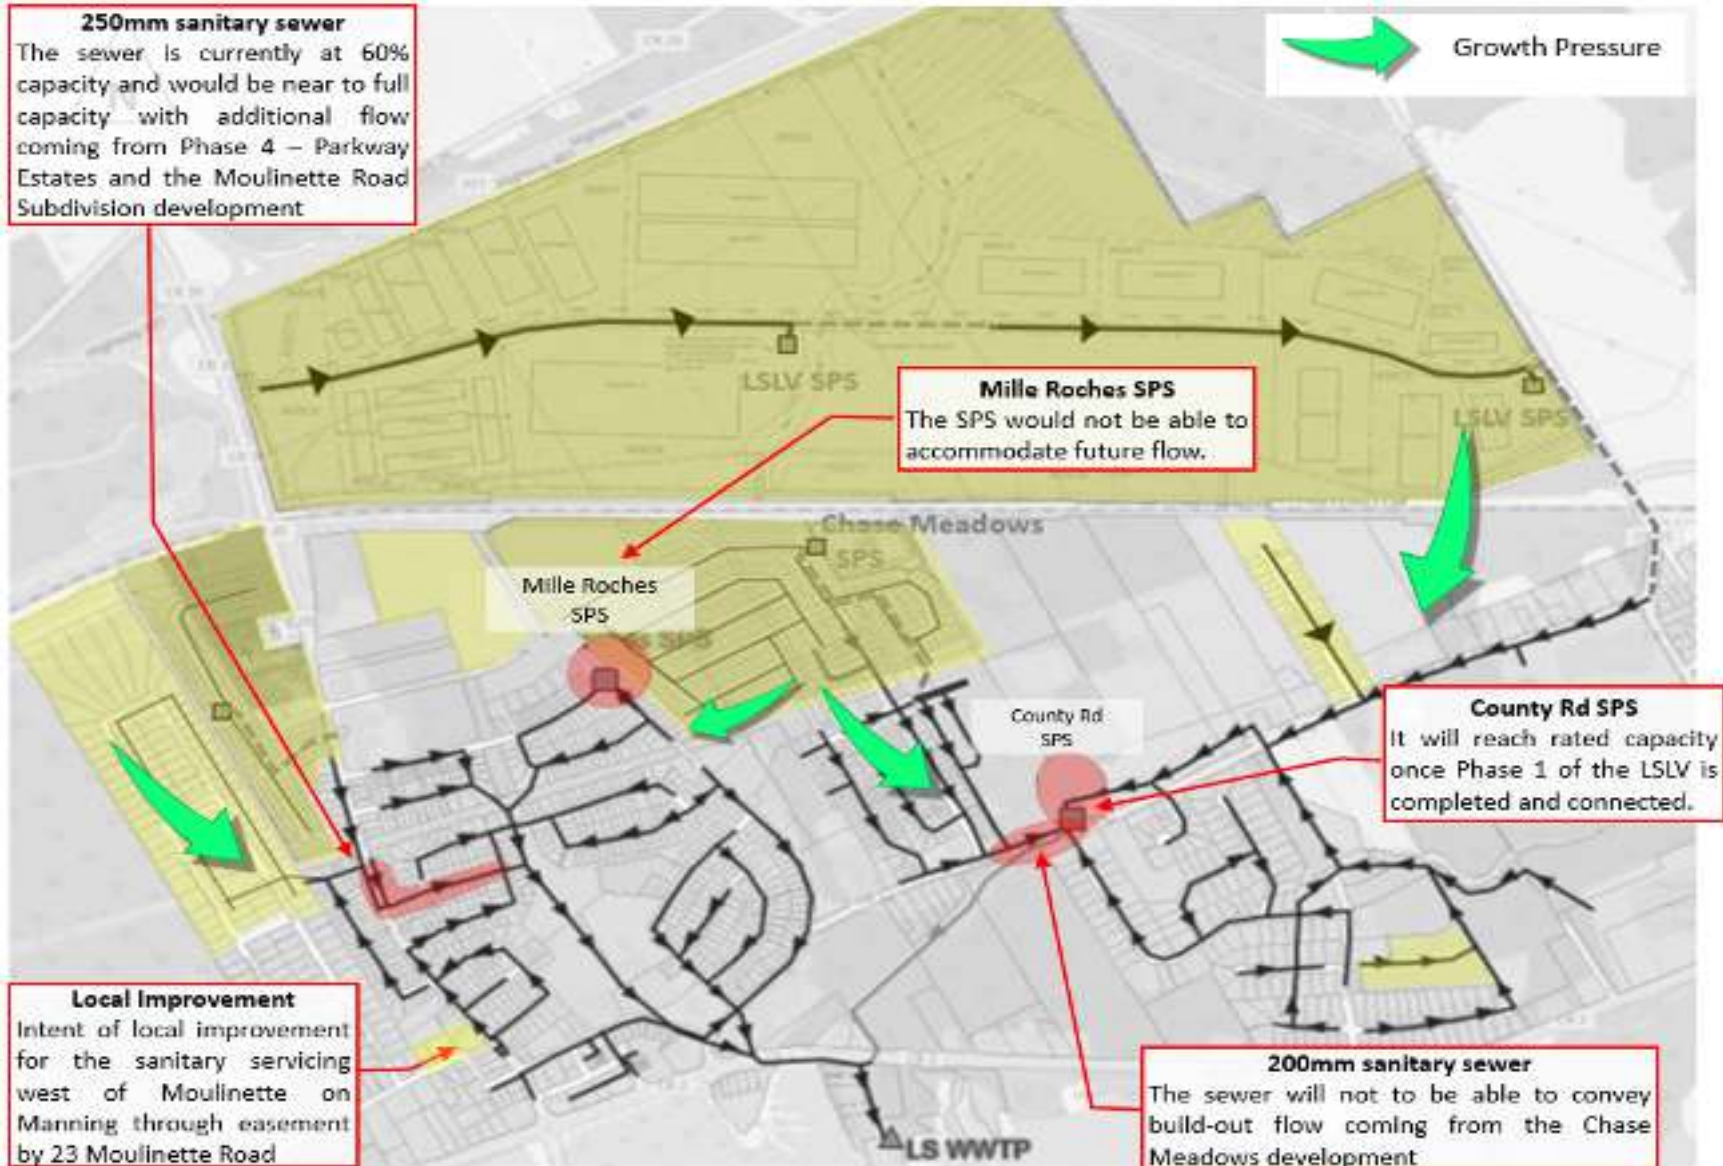 250mm sanitary sewer
The sewer is currently at 60%
capacity and would be near to full
capacity with additional flow
coming from Phase 4 – Parkway
Estates and the Moulinette Road
Subdivision development
Growth Pressure
LSLV SPS
Mille Roches SPS
The SPS would not be able to
accommodate future flow.
LSLV SPS
Chase Meadows
SPS
Mille Roches
SPS
SPS
County Rd
SPS
County Rd SPS
It will reach rated capacity
once Phase 1 of the LSLV is
completed and connected.
Local Improvement
Intent of local improvement
for the sanitary servicing
west of Moulinette on
Manning through easement
by 23 Moulinette Road
200mm sanitary sewer
The sewer will not to be able to convey
build-out flow coming from the Chase
Meadows development
LS WWTP